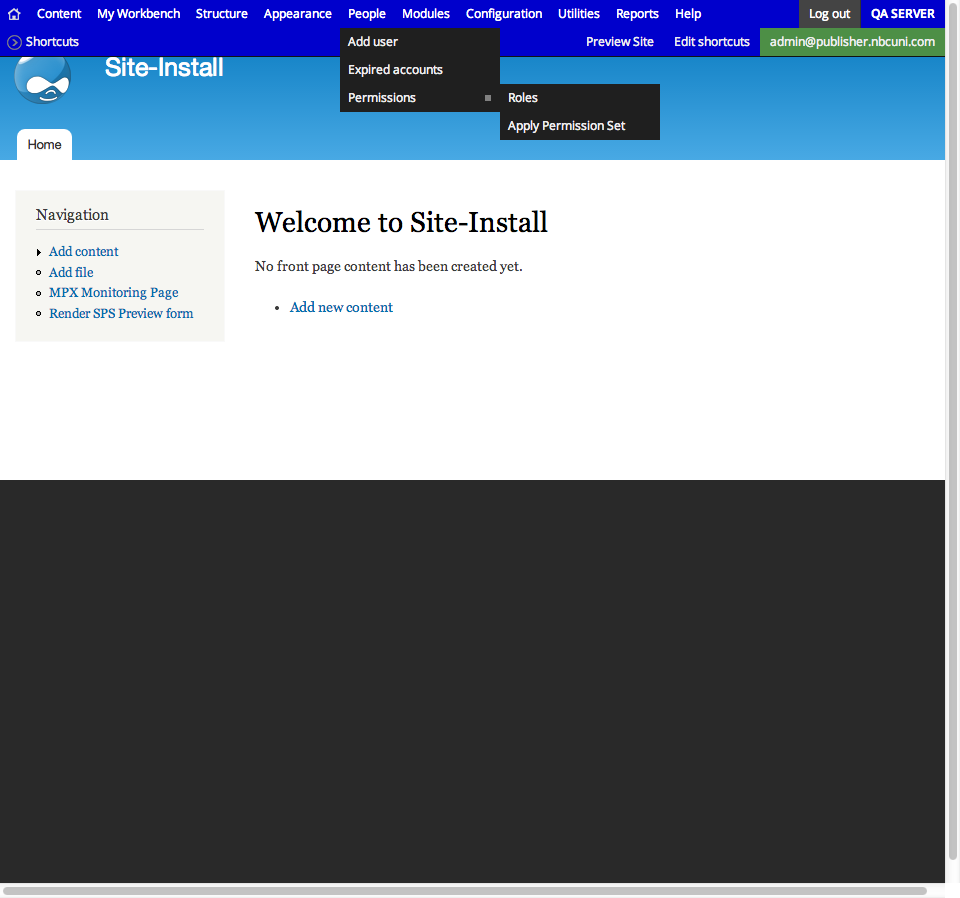 Content My Workbench Structure Appearance People Modules Configuration Utilities Reports Help Log out QA SERVER
Shortcuts Add user Preview Site Edit shortcuts admin@publisher.nbcuni.com
Site-Install
Expired accounts
Permissions Roles
Apply Permission Set
Home
Navigation
Add content
Add file
MPX Monitoring Page
Render SPS Preview form
Welcome to Site-Install
No front page content has been created yet.
Add new content